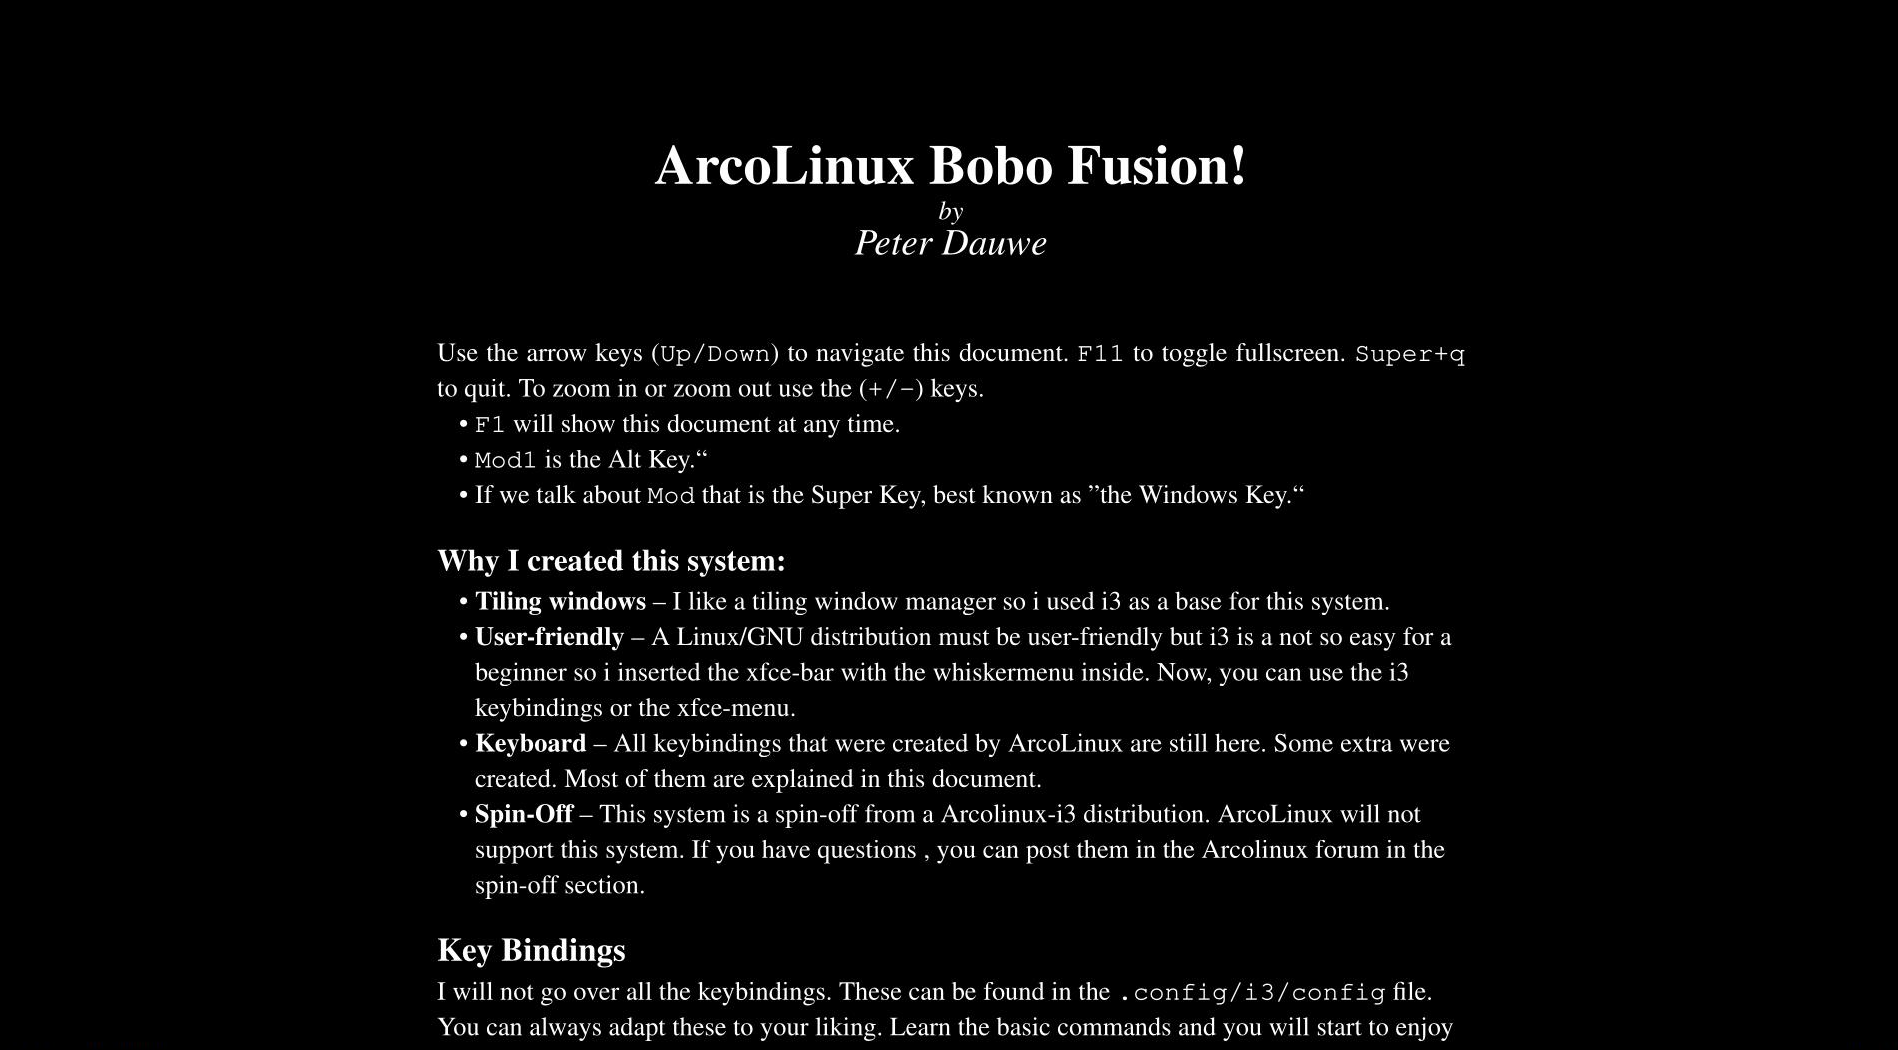 ArcoLinux Bobo Fusion!
by
Peter Dauwe
Use the arrow keys (Up/Down) to navigate this document. F11 to toggle fullscreen. Super+q
to quit. To zoom in or zoom out use the (+/-) keys.
• F1 will show this document at any time.
• Mod1 is the Alt Key.“
• If we talk about Mod that is the Super Key, best known as ”the Windows Key.“
Why I created this system:
• Tiling windows – I like a tiling window manager so i used i3 as a base for this system.
• User-friendly – A Linux/GNU distribution must be user-friendly but i3 is a not so easy for a
beginner so i inserted the xfce-bar with the whiskermenu inside. Now, you can use the i3
keybindings or the xfce-menu.
• Keyboard – All keybindings that were created by ArcoLinux are still here. Some extra were
created. Most of them are explained in this document.
• Spin-Off – This system is a spin-off from a Arcolinux-i3 distribution. ArcoLinux will not
support this system. If you have questions , you can post them in the Arcolinux forum in the
spin-off section.
Key Bindings
I will not go over all the keybindings. These can be found in the .config/i3/config file.
You can always adapt these to your liking. Learn the basic commands and you will start to enjoy